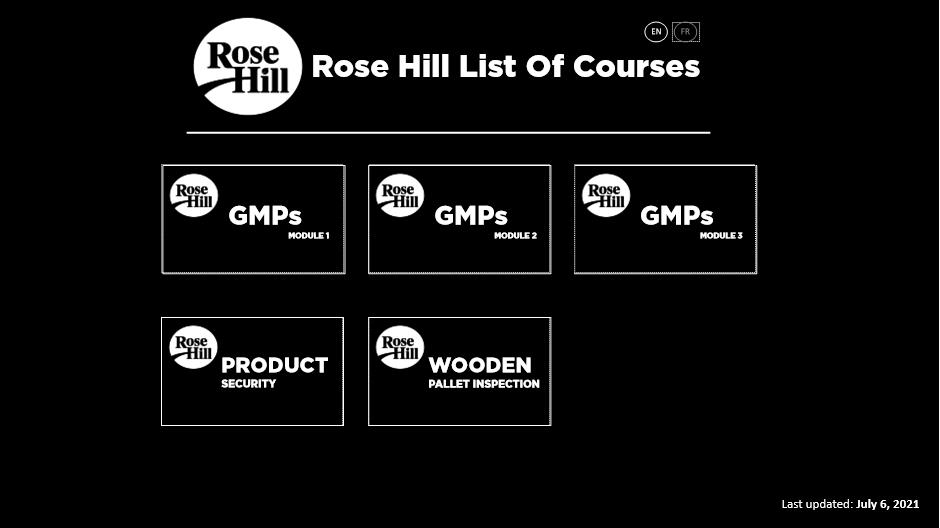 Rose
Hill
EN
FR
Rose Hill List Of Courses
Rose
Hill
GMPs
MODULE 1
Rose
Hill
GMPs
MODULE 2
Rose
Hill
GMPs
MODULE 3
Rose
Hill
PRODUCT
SECURITY
Rose
Hill
WOODEN
PALLET INSPECTION
Last updated: July 6, 2021